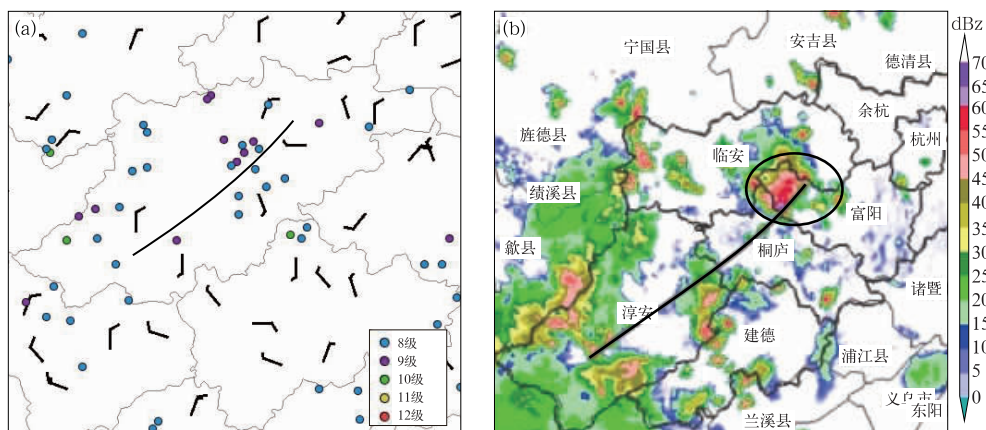 (a)
8级
9级
10级
11级
12级
(b)
宁国县
安吉县
德清县
余杭
杭州
旌德县
临安
绩溪县
富阳
歙县
桐庐
诸暨
淳安
建德
浦江县
义乌市
东阳
兰溪县
dBz
70
65
60
55
50
45
40
35
30
25
20
15
10
5
0